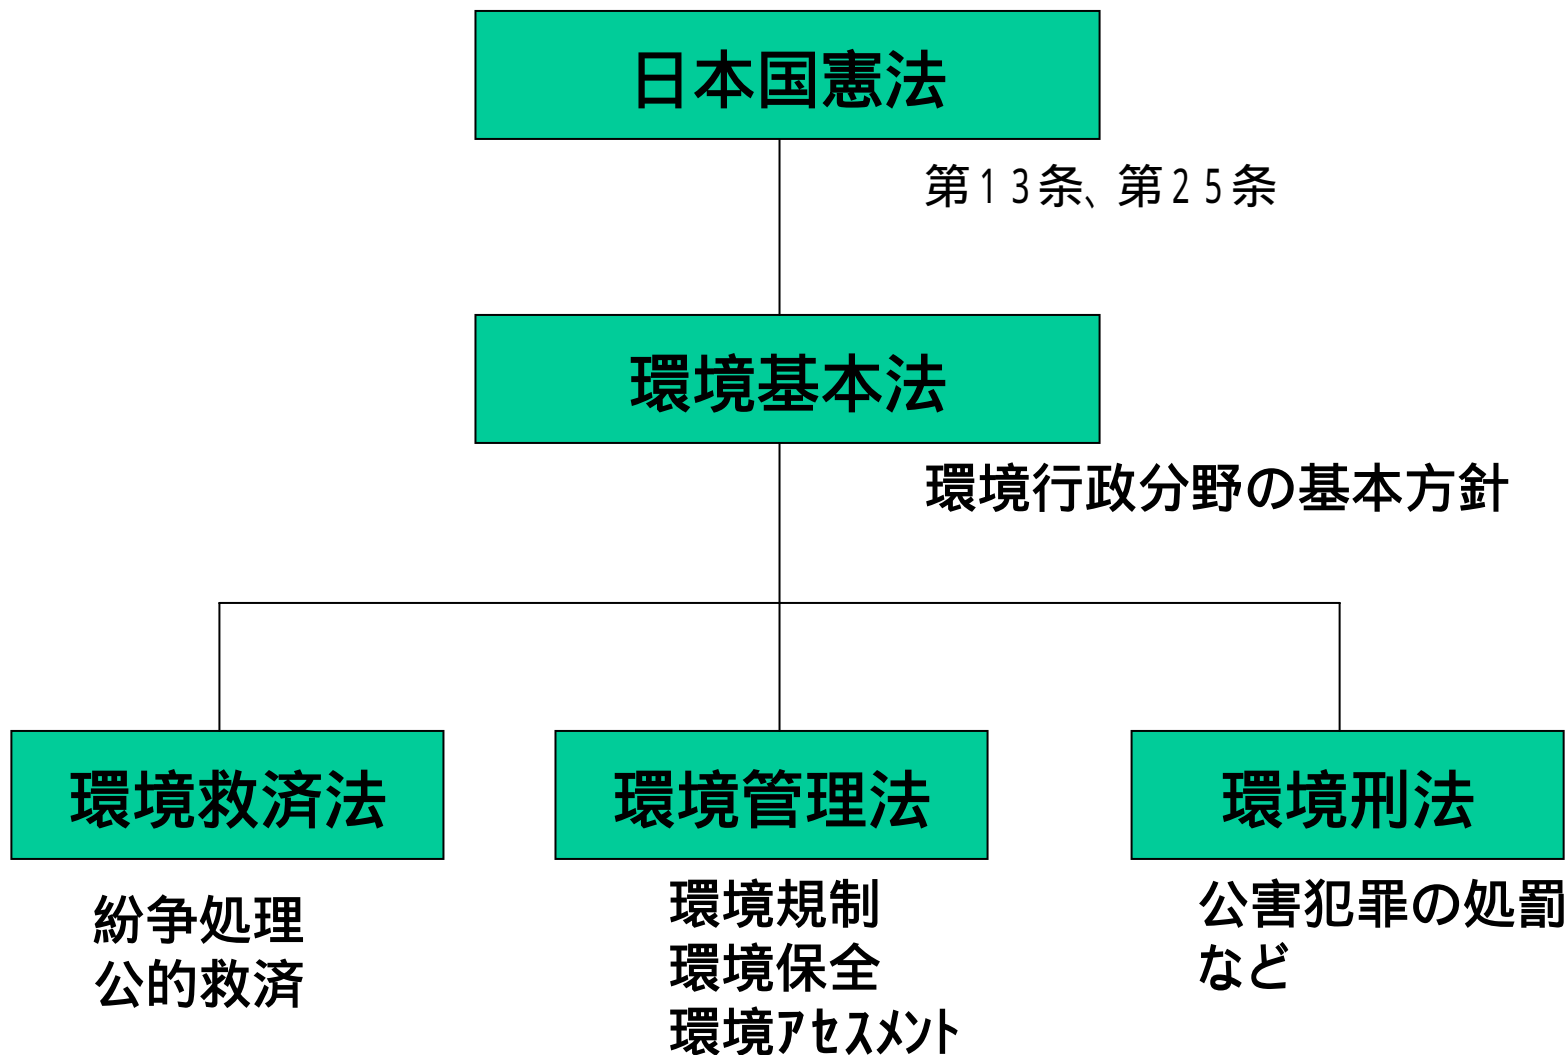 日本国憲法
第１３条、第２５条
環境基本法
環境行政分野の基本方針
環境救済法
紛争処理
公的救済
環境管理法
環境規制
環境保全
環境ｱｾｽﾒﾝﾄ
環境刑法
公害犯罪の処罰
など